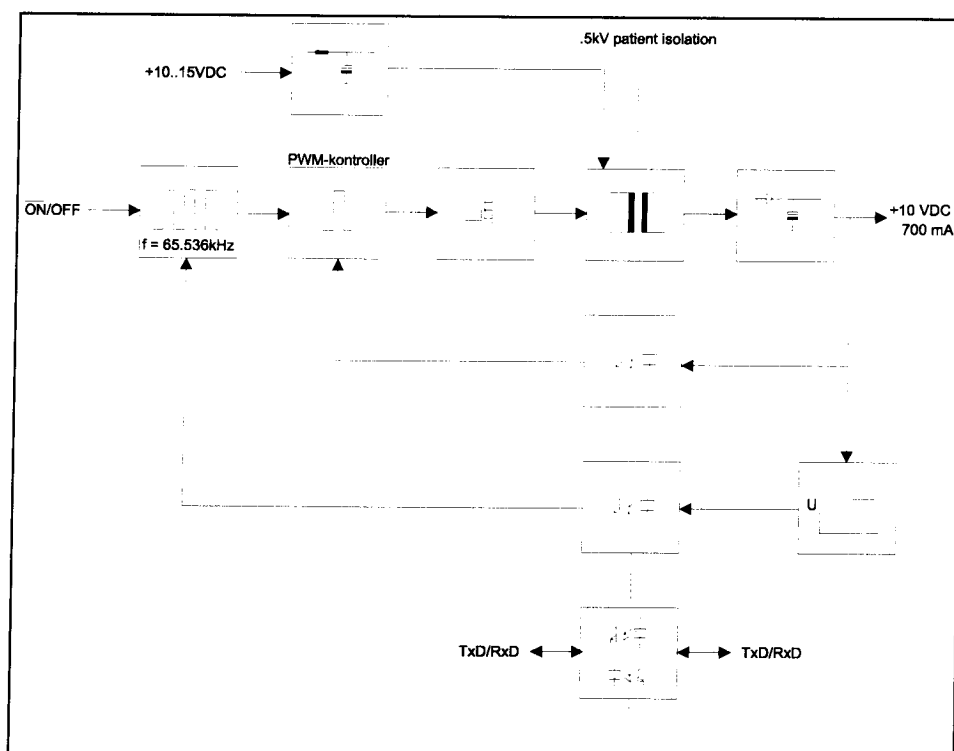 .5kV patient isolation
+10..15VDC
PWM-kontroller
ON/OFF
+10 VDC
700 mA
f = 65.536kHz
U
TxD/RxD
TxD/RxD